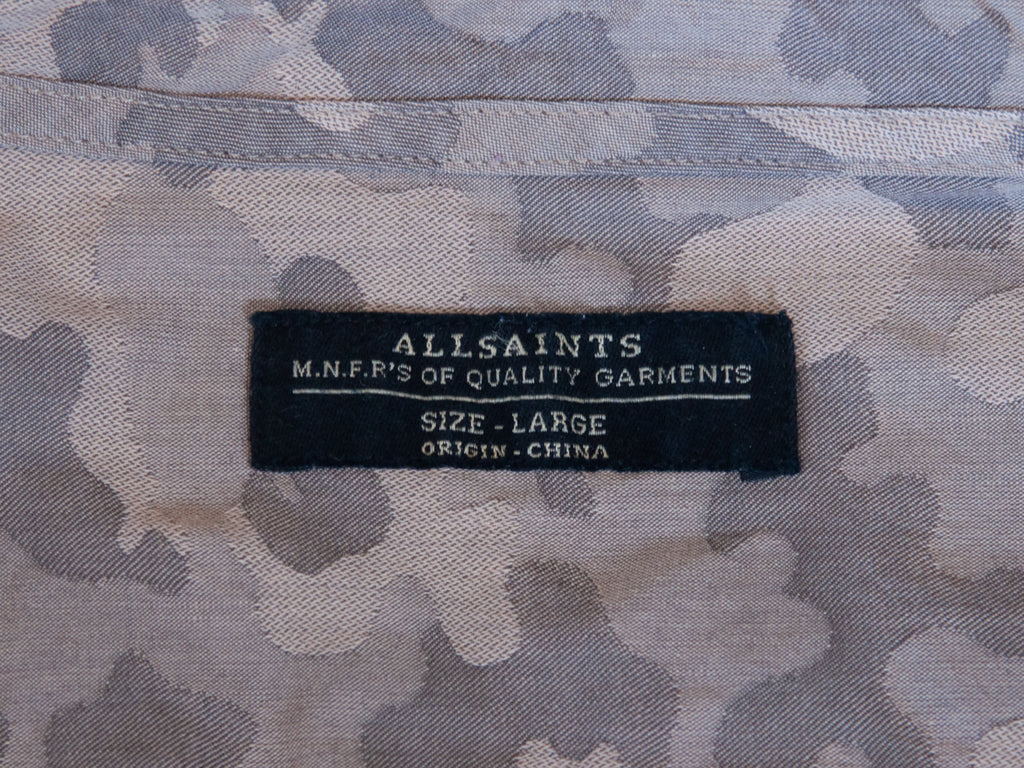 ALLSAINTS
M.N.F.R'S OF QUALITY GARMENTS
SIZE - LARGE
ORIGIN - CHINA